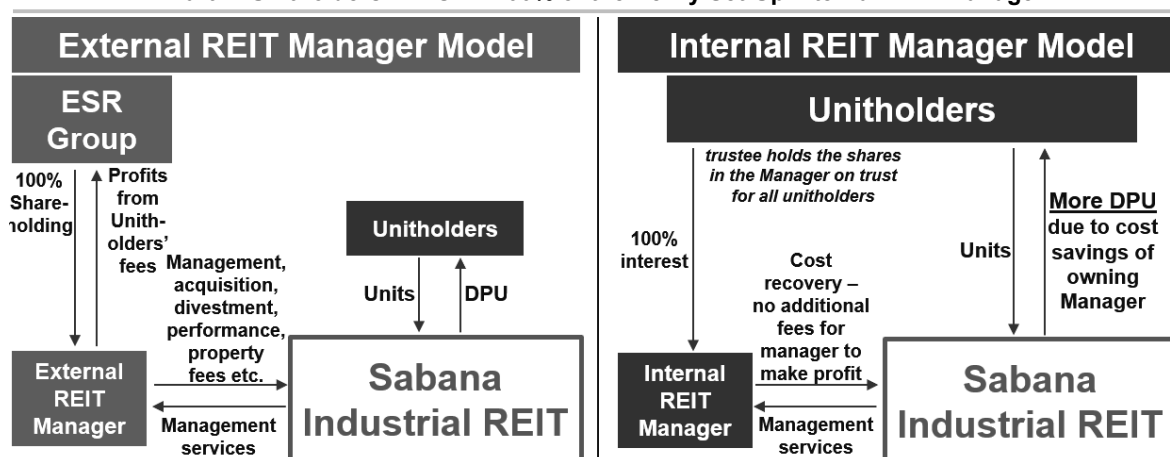 External REIT Manager Model
ESR
Group
100%
Share-
holding
Profits
from
Unith-
olders'
fees
Management,
acquisition,
divestment,
performance,
property
fees etc.
Unitholders
Units
DPU
External
REIT
Manager
Management
services
Sabana
Industrial REIT
Internal REIT Manager Model
Unitholders
trustee holds the shares
in the Manager on trust
for all unitholders
100%
interest
Cost
recovery –
no additional
fees for
manager to
make profit
Units
More DPU
due to cost
savings of
owning
Manager
Internal
REIT
Manager
Management
services
Sabana
Industrial REIT